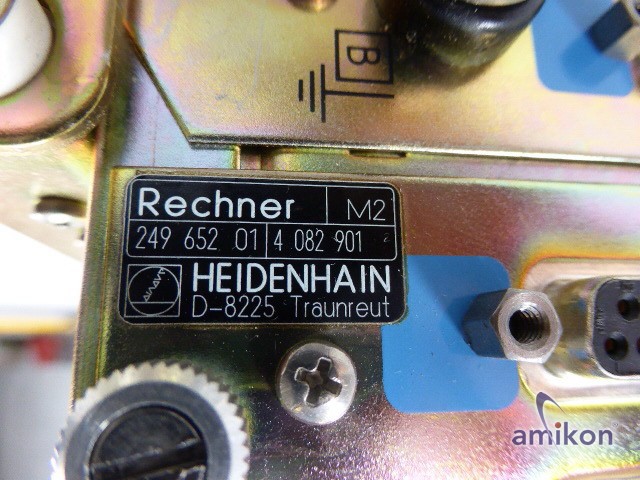 B
Rechner M2
249 652 01 4 082 901
HEIDENHAIN
D-8225 Traunreut
amikon